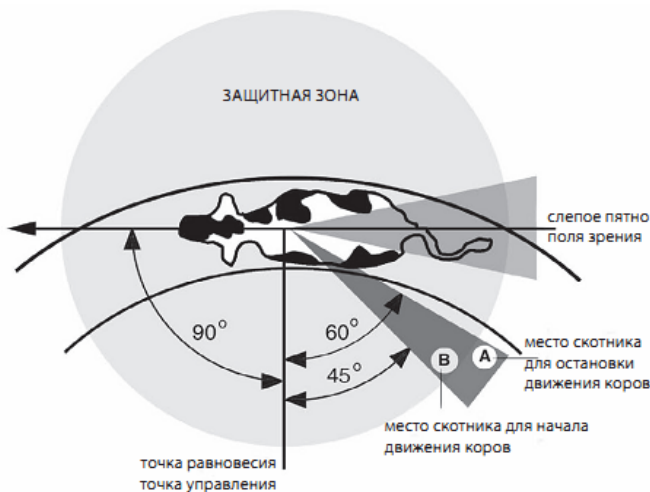 ЗАЩИТНАЯ ЗОНА
слепое пятно
поля зрения
90°
60°
45°
B
A
место скотника
для остановки
движения коров
место скотника для начала
движения коров
точка равновесия
точка управления